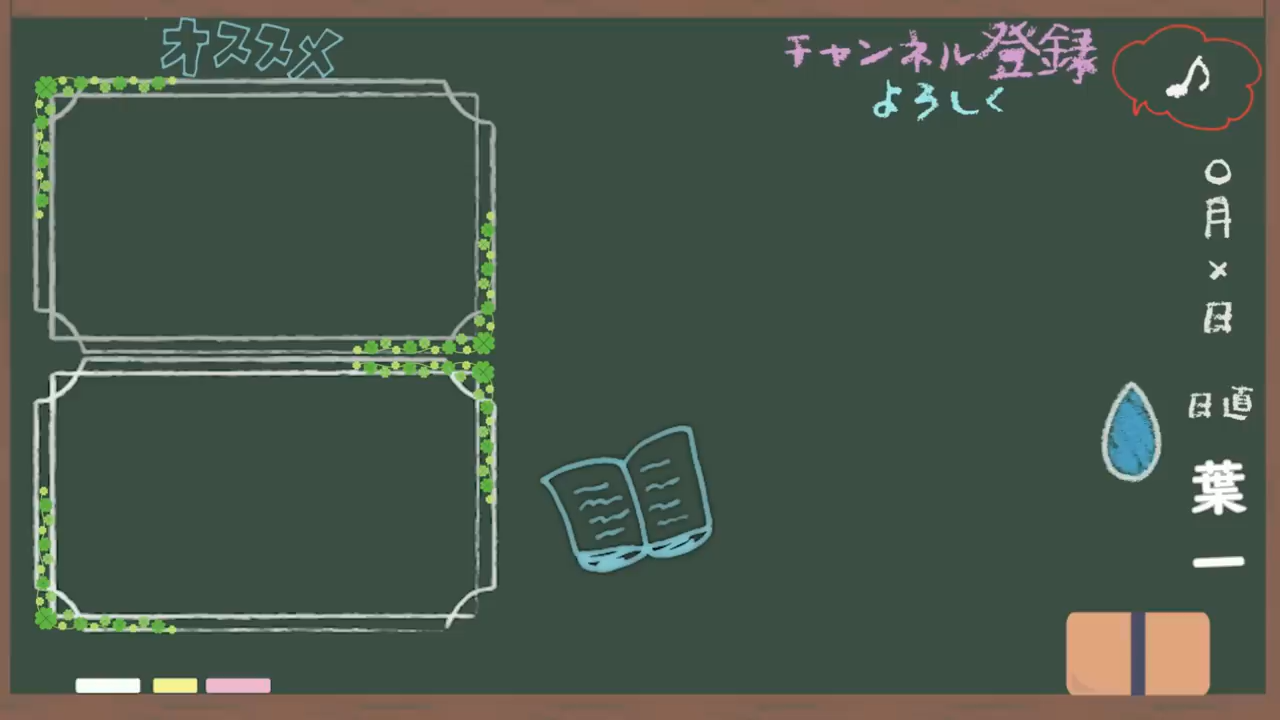 オススメ
チャンネル登録
よろしく
○月×日
日直
葉一